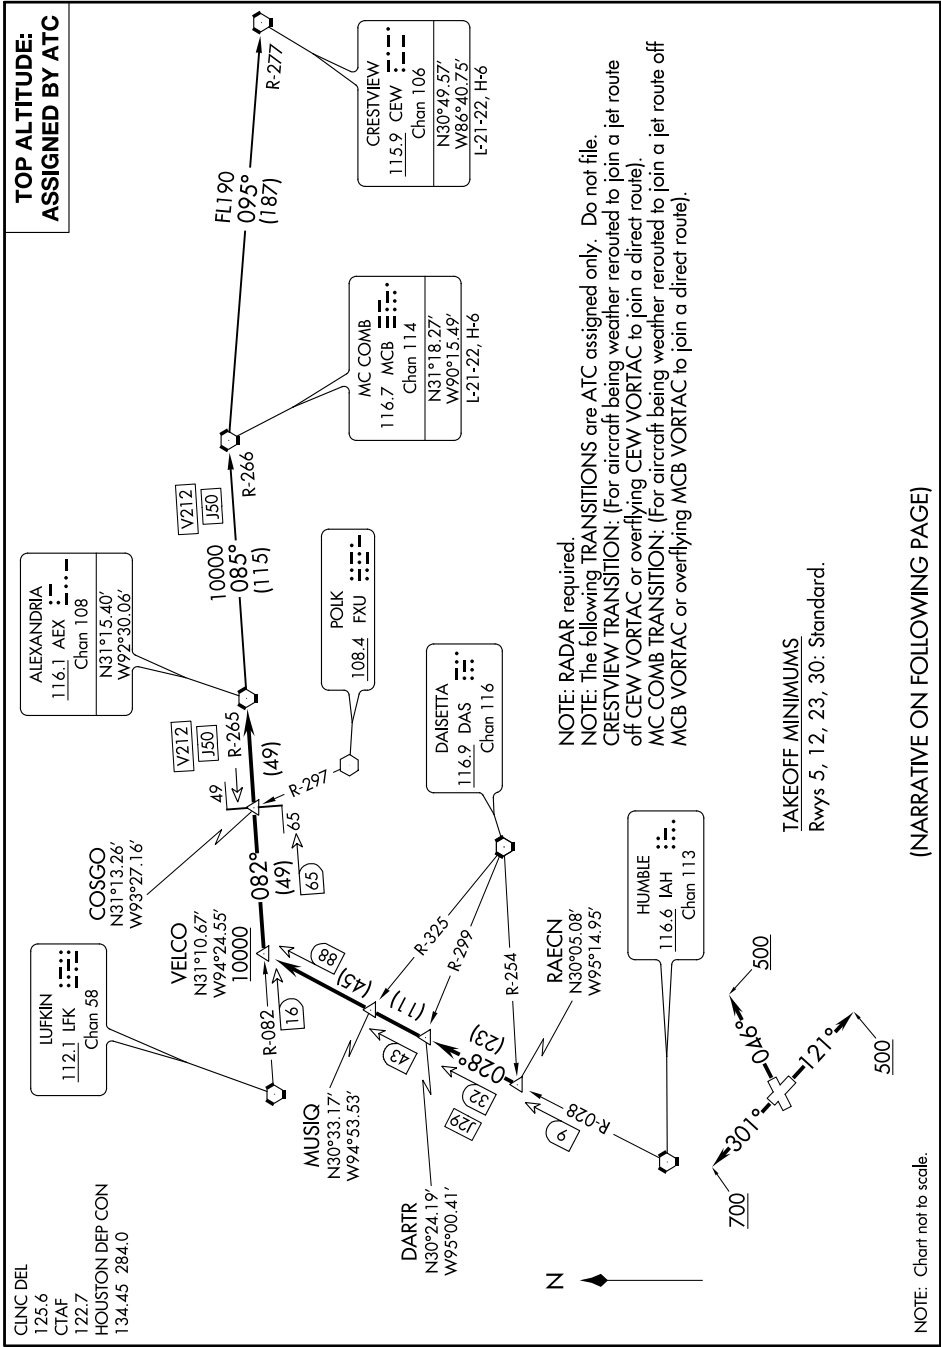 TOP ALTITUDE:
ASSIGNED BY ATC
CLNC DEL
125.6
CTAF
122.7
HOUSTON DEP CON
134.45 284.0
LUFKIN
112.1 LFK
Chan 58
ALEXANDRIA
116.1 AEX
Chan 108
N31°15.40'
W92°30.06'
COSGO
N31°13.26'
W93°27.16'
VELCO
N31°10.67'
W94°24.55'
10000
R-082
16
082°
(49)
65
65
49
V212
J50
R-265
(49)
R-297
POLK
108.4 FXU
10000
085°
(115)
V212
J50
R-266
MC COMB
116.7 MCB
Chan 114
N31°18.27'
W90°15.49'
L-21-22, H-6
FL190
095°
(187)
R-277
CRESTVIEW
115.9 CEW
Chan 106
N30°49.57'
W86°40.75'
L-21-22, H-6
MUSIQ
N30°33.17'
W94°53.53'
88
(45)
R-325
(11)
43
R-299
DAISETTA
116.9 DAS
Chan 116
DARTR
N30°24.19'
W95°00.41'
J29
32
028°
(23)
R-254
RAECN
N30°05.08'
W95°14.95'
9
R-028
HUMBLE
116.6 IAH
Chan 113
N
301°
700
046°
500
121°
500
NOTE: RADAR required.
NOTE: The following TRANSITIONS are ATC assigned only. Do not file.
CRESTVIEW TRANSITION: (For aircraft being weather rerouted to join a jet route
off CEW VORTAC or overflying CEW VORTAC to join a direct route).
MC COMB TRANSITION: (For aircraft being weather rerouted to join a jet route off
MCB VORTAC or overflying MCB VORTAC to join a direct route).
TAKEOFF MINIMUMS
Rwys 5, 12, 23, 30: Standard.
(NARRATIVE ON FOLLOWING PAGE)
NOTE: Chart not to scale.